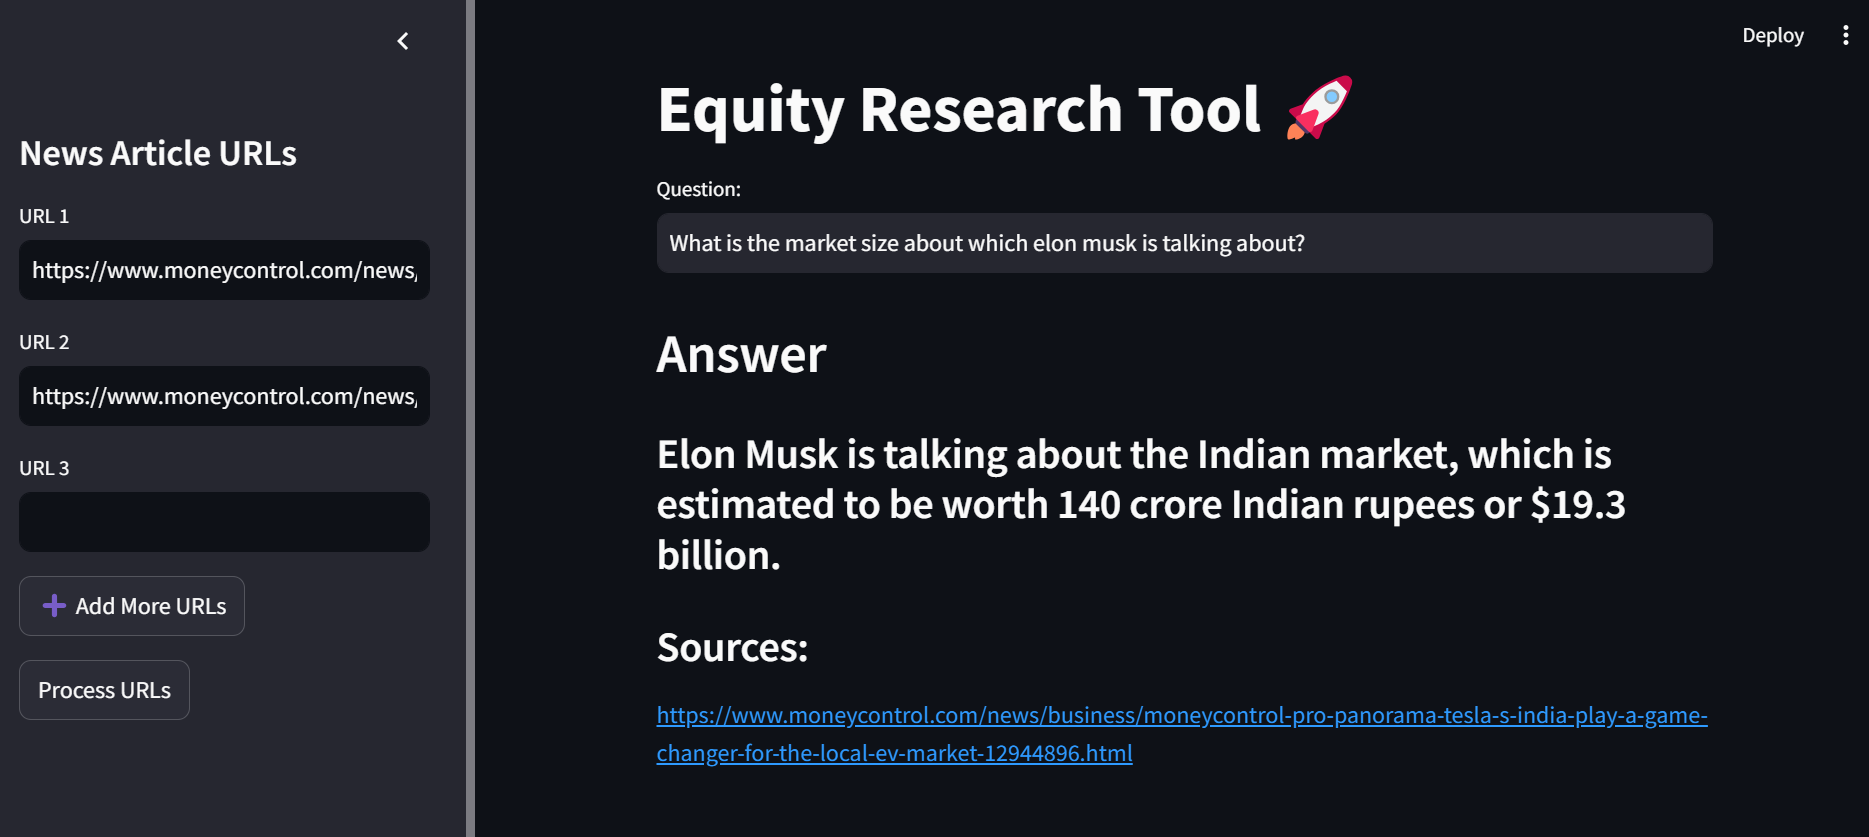 Deploy
News Article URLs
URL 1
https://www.moneycontrol.com/news/
URL 2
https://www.moneycontrol.com/news/
URL 3
Add More URLs
Process URLs
Equity Research Tool 🚀
Question:
What is the market size about which elon musk is talking about?
Answer
Elon Musk is talking about the Indian market, which is
estimated to be worth 140 crore Indian rupees or $19.3
billion.
Sources:
https://www.moneycontrol.com/news/business/moneycontrol-pro-panorama-tesla-s-india-play-a-game-
changer-for-the-local-ev-market-12944896.html